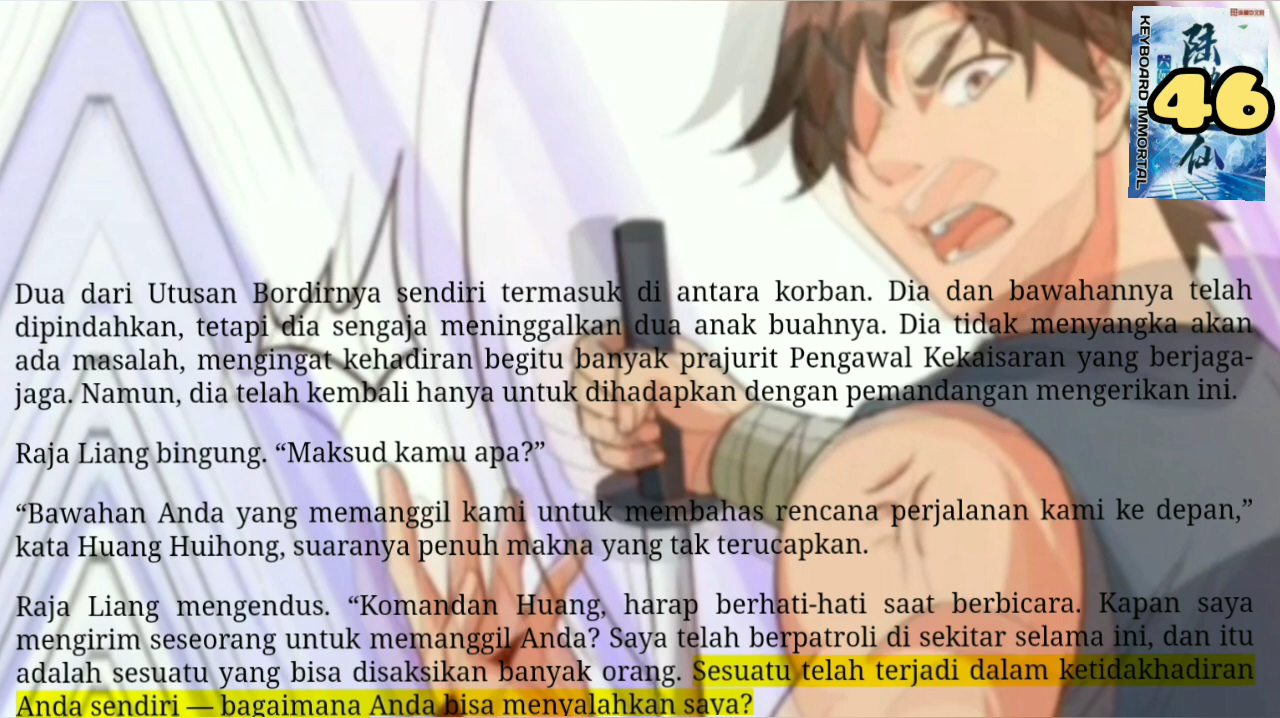 KEYBOARD IMMORTAL
46
仙
Dua dari Utusan Bordirnya sendiri termasuk di antara korban. Dia dan bawahannya telah
dipindahkan, tetapi dia sengaja meninggalkan dua anak buahnya. Dia tidak menyangka akan
ada masalah, mengingat kehadiran begitu banyak prajurit Pengawal Kekaisaran yang berjaga-
jaga. Namun, dia telah kembali hanya untuk dihadapkan dengan pemandangan mengerikan ini.
Raja Liang bingung. “Maksud kamu apa?”
“Bawahan Anda yang memanggil kami untuk membahas rencana perjalanan kami ke depan,”
kata Huang Huihong, suaranya penuh makna yang tak terucapkan.
Raja Liang mengendus. “Komandan Huang, harap berhati-hati saat berbicara. Kapan saya
mengirim seseorang untuk memanggil Anda? Saya telah berpatroli di sekitar selama ini, dan itu
adalah sesuatu yang bisa disaksikan banyak orang. Sesuatu telah terjadi dalam ketidakhadiran
Anda sendiri — bagaimana Anda bisa menyalahkan saya?